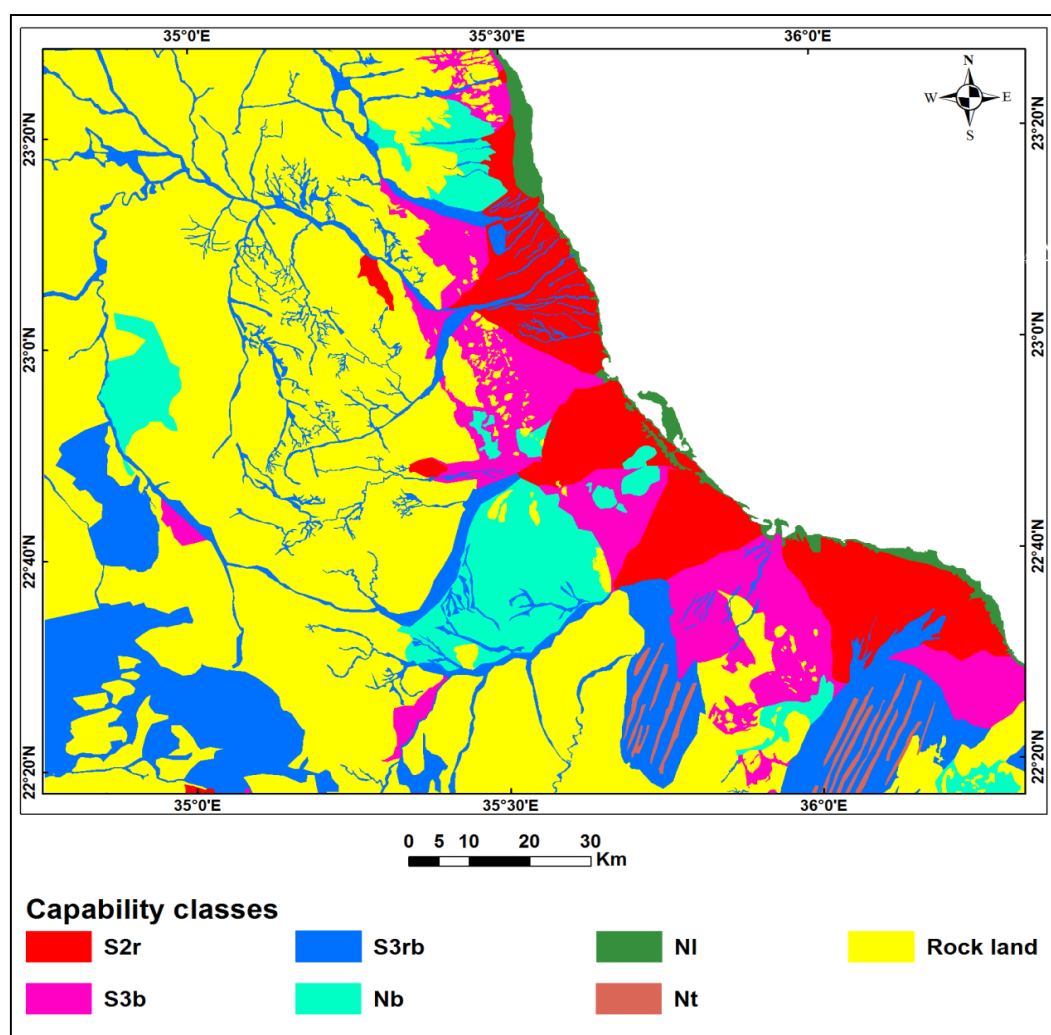 35°0'E 35°30'E 36°0'E
N
W E
S
23°20'N 23°20'N
23°0'N 23°0'N
22°40'N 22°40'N
22°20'N 22°20'N
35°0'E 35°50'E 36°0'E
0 5 10 20 30
Km
Capability classes
S2r S3rb Nl Rock land
S3b Nb Nt